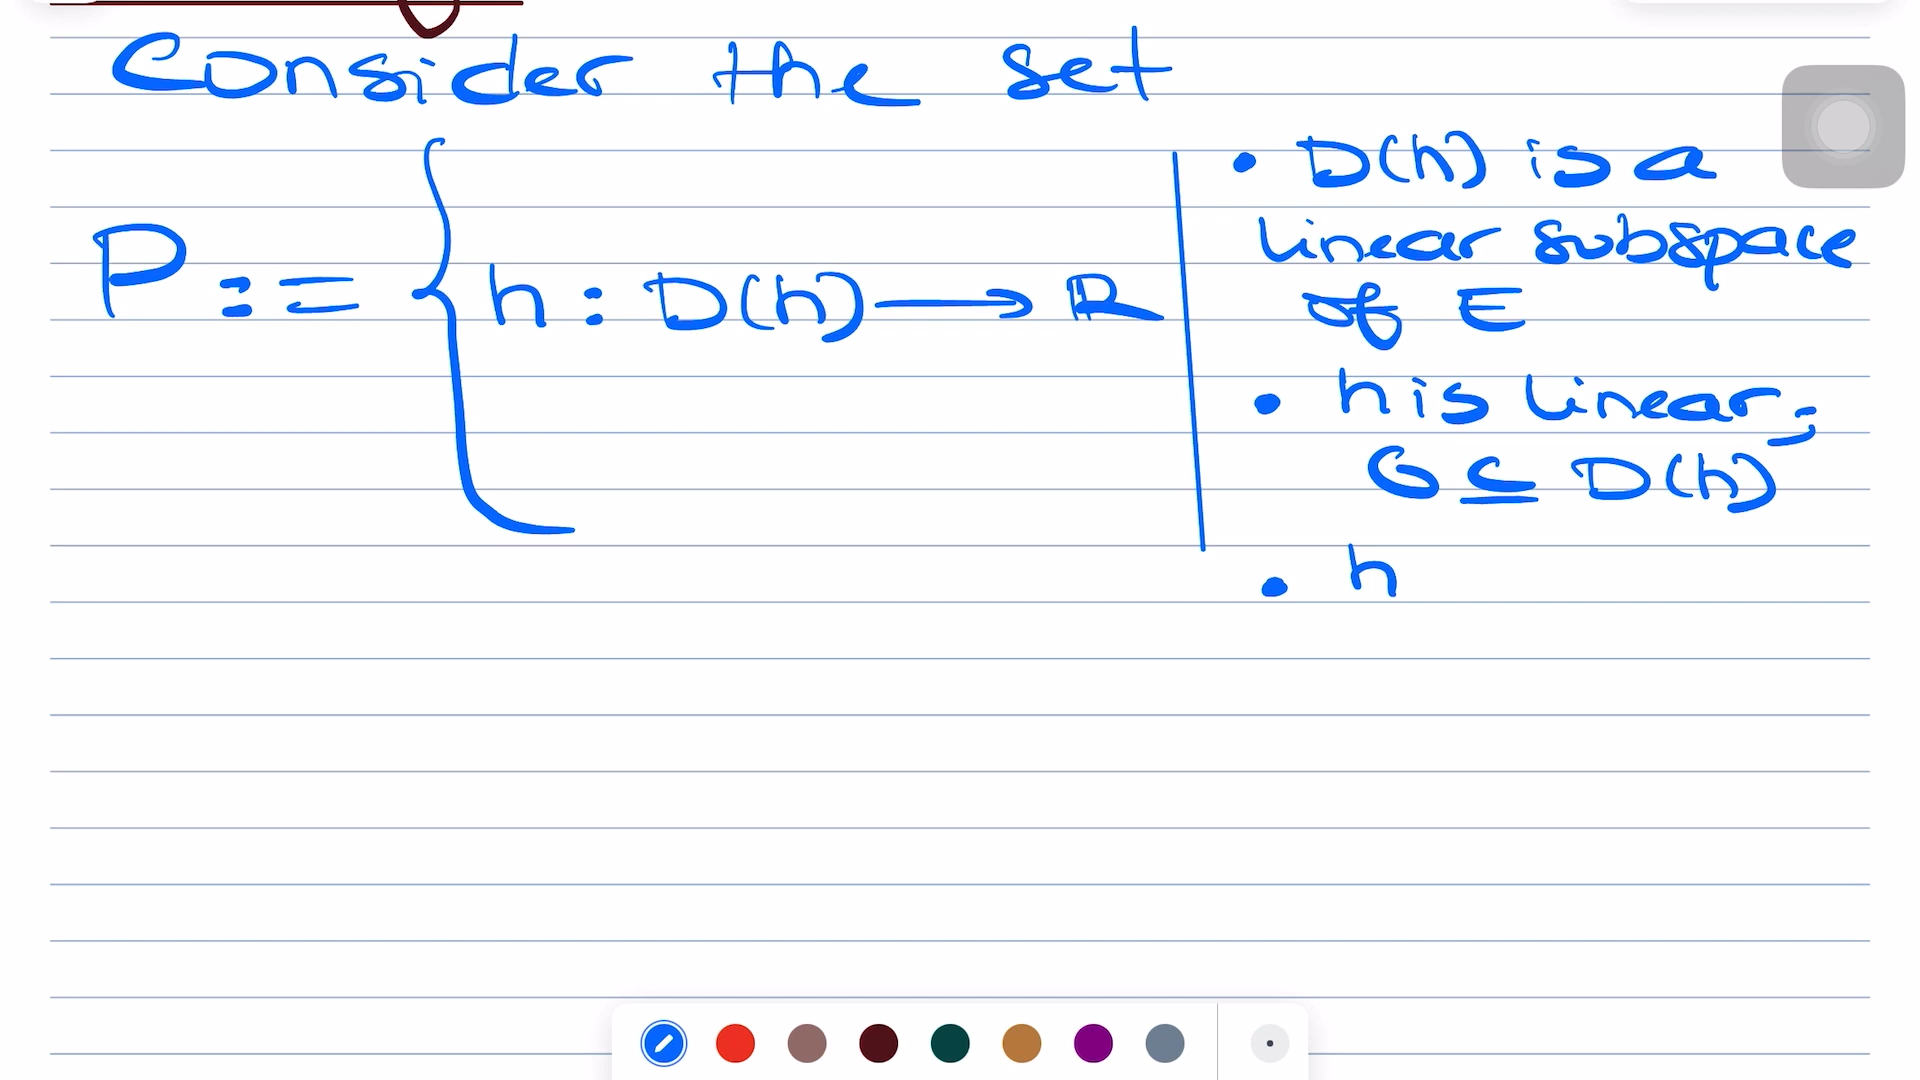 Consider the set
P := { h : D(h) ⟶ ℝ |
• D(h) is a
linear subspace
of E
• h is linear;
G ⊆ D(h)
• h